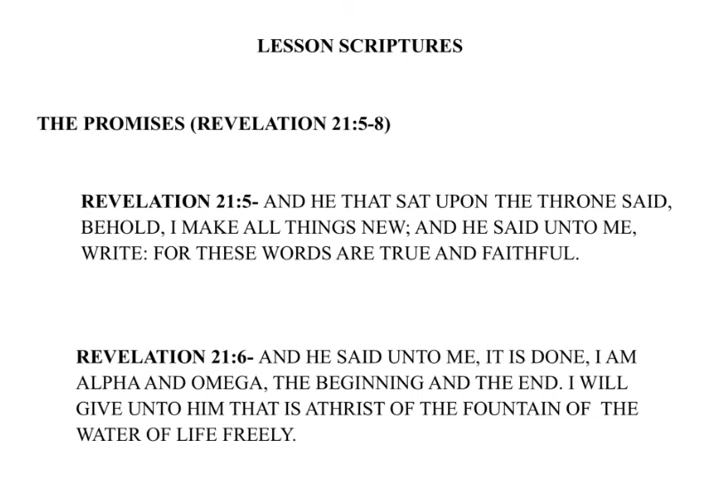 LESSON SCRIPTURES
THE PROMISES (REVELATION 21:5-8)
REVELATION 21:5- AND HE THAT SAT UPON THE THRONE SAID,
BEHOLD, I MAKE ALL THINGS NEW; AND HE SAID UNTO ME,
WRITE: FOR THESE WORDS ARE TRUE AND FAITHFUL.
REVELATION 21:6- AND HE SAID UNTO ME, IT IS DONE, I AM
ALPHA AND OMEGA, THE BEGINNING AND THE END. I WILL
GIVE UNTO HIM THAT IS ATHRIST OF THE FOUNTAIN OF THE
WATER OF LIFE FREELY.